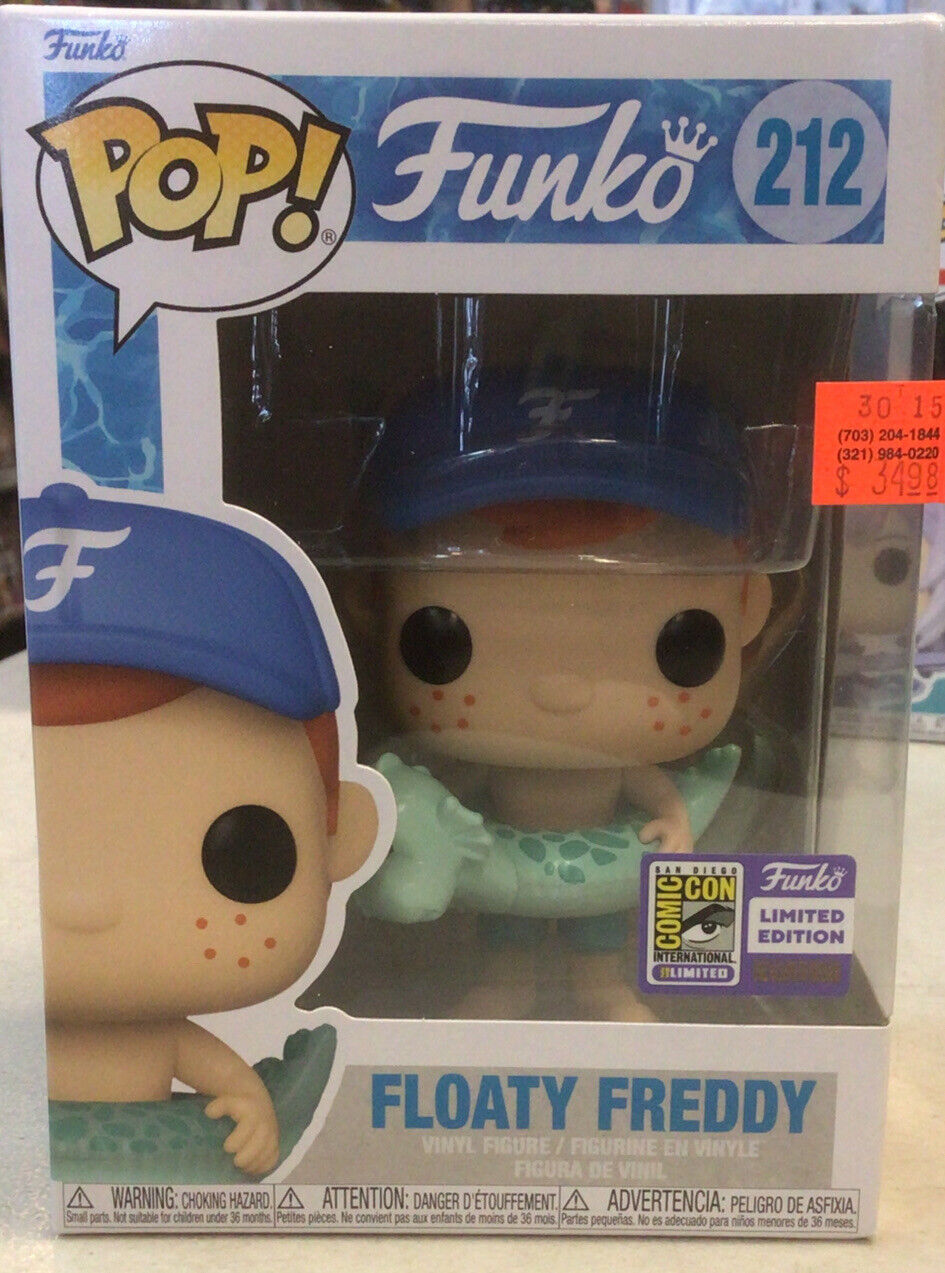 Funko
POP!®
Funko
212
30 15
(703) 204-1844
(321) 984-0220
$ 3498
F
F
SAN DIEGO
COMIC CON
INTERNATIONAL
LIMITED
Funko
LIMITED
EDITION
FLOATY FREDDY
VINYL FIGURE / FIGURINE EN VINYLE
FIGURA DE VINIL
WARNING: CHOKING HAZARD.
Small parts. Not suitable for children under 36 months.
ATTENTION: DANGER D'ÉTOUFFEMENT.
Petites pièces. Ne convient pas aux enfants de moins de 36 mois.
ADVERTENCIA: PELIGRO DE ASFIXIA.
Partes pequeñas. No es adecuado para niños menores de 36 meses.